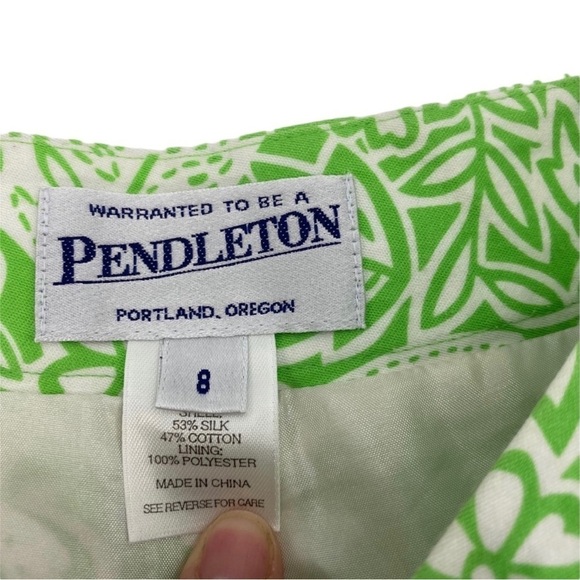 WARRANTED TO BE A
PENDLETON
PORTLAND, OREGON
8
SHELL:
53% SILK
47% COTTON
LINING:
100% POLYESTER
MADE IN CHINA
SEE REVERSE FOR CARE